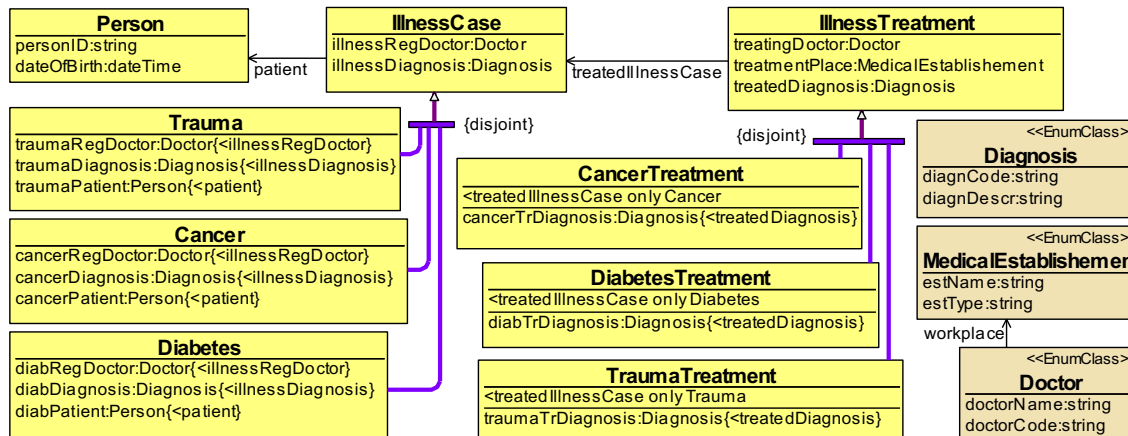 Person
personID:string
dateOfBirth:dateTime
patient
IllnessCase
illnessRegDoctor:Doctor
illnessDiagnosis:Diagnosis
treatedIllnessCase
IllnessTreatment
treatingDoctor:Doctor
treatmentPlace:MedicalEstablishement
treatedDiagnosis:Diagnosis
{disjoint}
{disjoint}
Trauma
traumaRegDoctor:Doctor{<illnessRegDoctor}
traumaDiagnosis:Diagnosis{<illnessDiagnosis}
traumaPatient:Person{<patient}
Cancer
cancerRegDoctor:Doctor{<illnessRegDoctor}
cancerDiagnosis:Diagnosis{<illnessDiagnosis}
cancerPatient:Person{<patient}
Diabetes
diabRegDoctor:Doctor{<illnessRegDoctor}
diabDiagnosis:Diagnosis{<illnessDiagnosis}
diabPatient:Person{<patient}
CancerTreatment
<treatedIllnessCase only Cancer
cancerTrDiagnosis:Diagnosis{<treatedDiagnosis}
DiabetesTreatment
<treatedIllnessCase only Diabetes
diabTrDiagnosis:Diagnosis{<treatedDiagnosis}
TraumaTreatment
<treatedIllnessCase only Trauma
traumaTrDiagnosis:Diagnosis{<treatedDiagnosis}
<<EnumClass>
Diagnosis
diagnCode:string
diagnDescr:string
<<EnumClass>
MedicalEstablishemen
estName:string
estType:string
workplace
<<EnumClass>
Doctor
doctorName:string
doctorCode:string